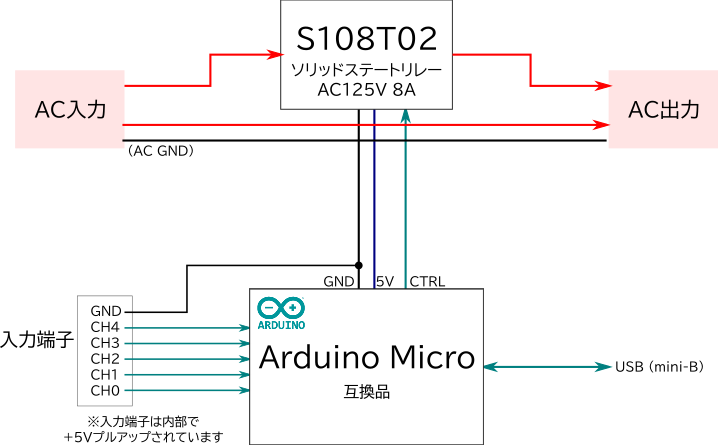 S108T02
ソリッドステートリレー
AC125V 8A
AC入力
AC出力
(AC GND)
GND
5V
CTRL
入力端子
GND
CH4
CH3
CH2
CH1
CH0
ARDUINO
Arduino Micro
互換品
USB (mini-B)
※入力端子は内部で
+5Vプルアップされています